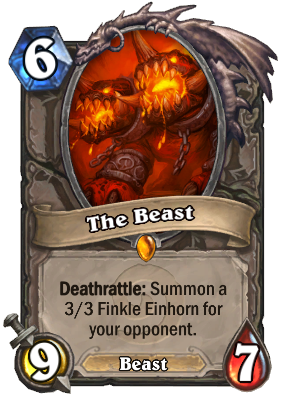 6
The Beast
Deathrattle: Summon a
3/3 Finkle Einhorn for
your opponent.
Beast
9
7